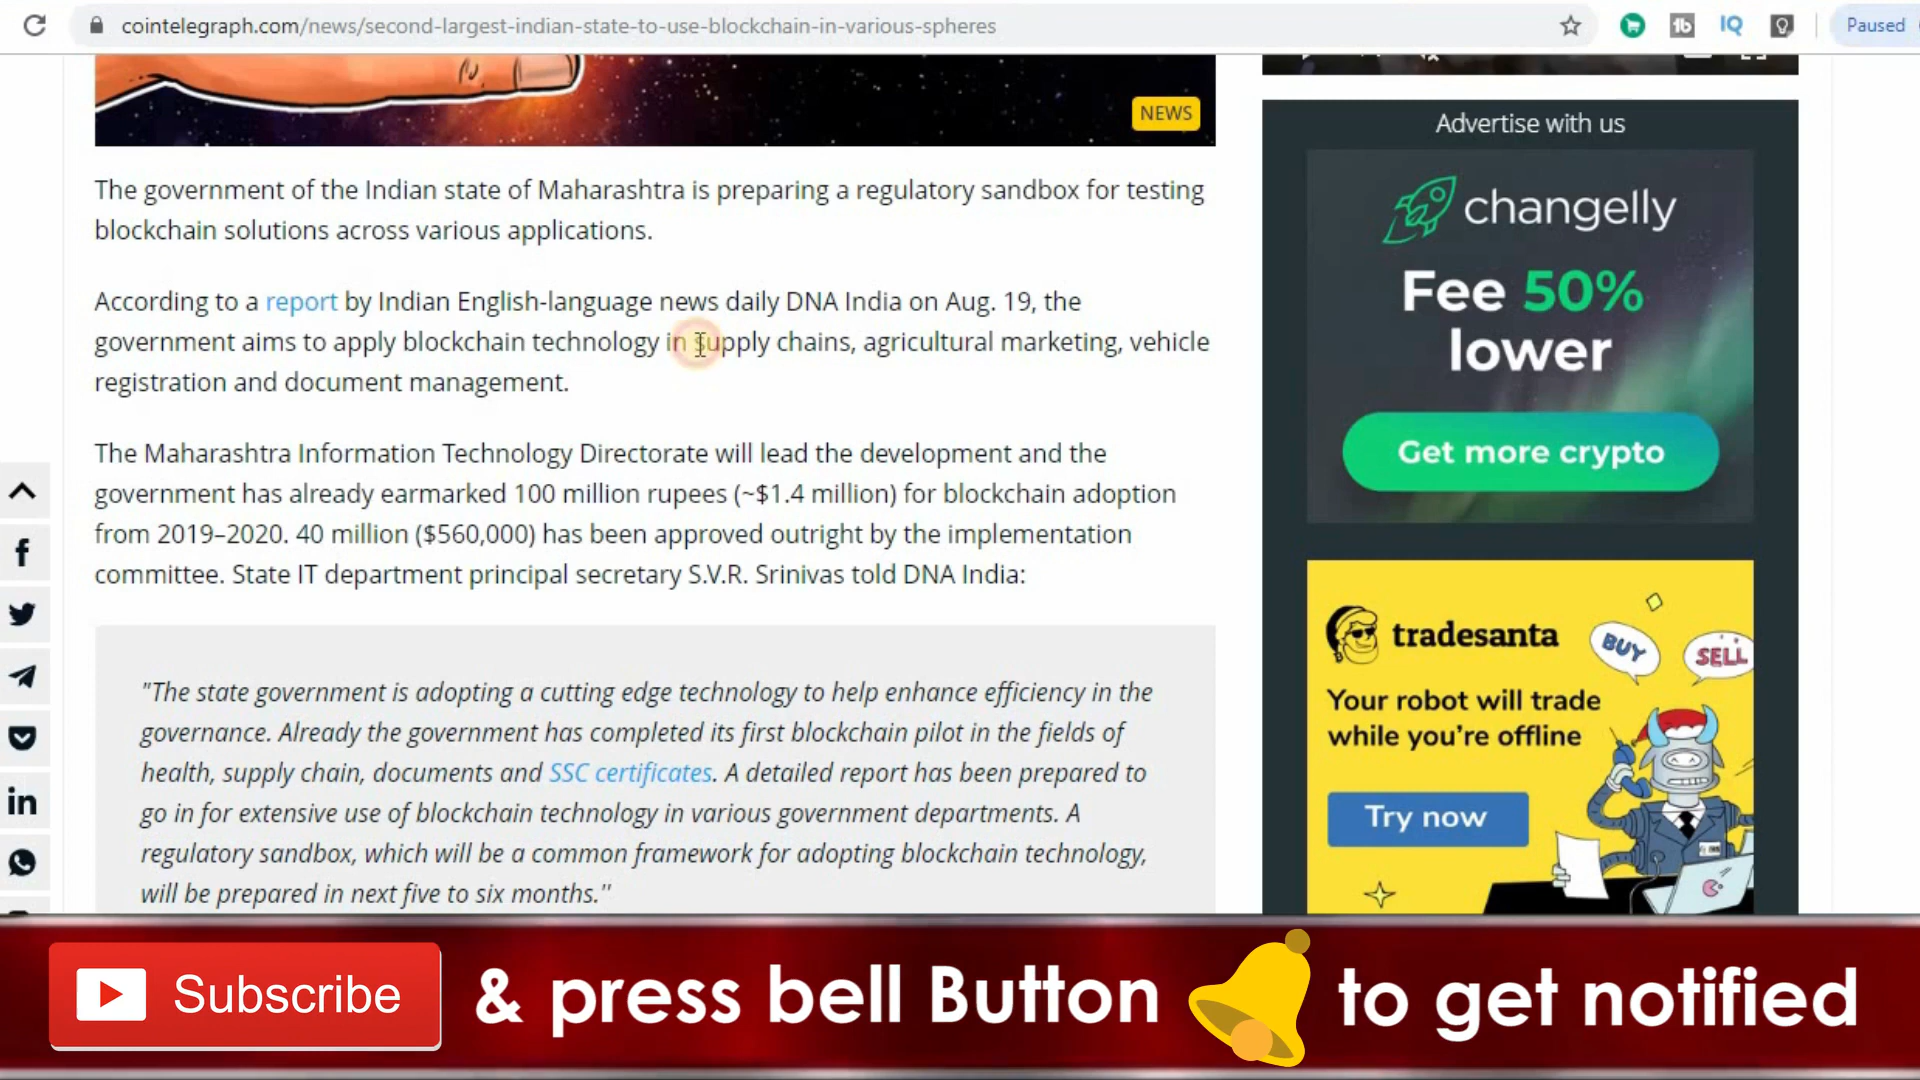 cointelegraph.com/news/second-largest-indian-state-to-use-blockchain-in-various-spheres
Paused
NEWS
The government of the Indian state of Maharashtra is preparing a regulatory sandbox for testing
blockchain solutions across various applications.
According to a report by Indian English-language news daily DNA India on Aug. 19, the
government aims to apply blockchain technology in supply chains, agricultural marketing, vehicle
registration and document management.
The Maharashtra Information Technology Directorate will lead the development and the
government has already earmarked 100 million rupees (~$1.4 million) for blockchain adoption
from 2019–2020. 40 million ($560,000) has been approved outright by the implementation
committee. State IT department principal secretary S.V.R. Srinivas told DNA India:
"The state government is adopting a cutting edge technology to help enhance efficiency in the
governance. Already the government has completed its first blockchain pilot in the fields of
health, supply chain, documents and SSC certificates. A detailed report has been prepared to
go in for extensive use of blockchain technology in various government departments. A
regulatory sandbox, which will be a common framework for adopting blockchain technology,
will be prepared in next five to six months."
Advertise with us
changelly
Fee 50%
lower
Get more crypto
tradesanta
BUY
SELL
Your robot will trade
while you're offline
Try now
Subscribe & press bell Button to get notified